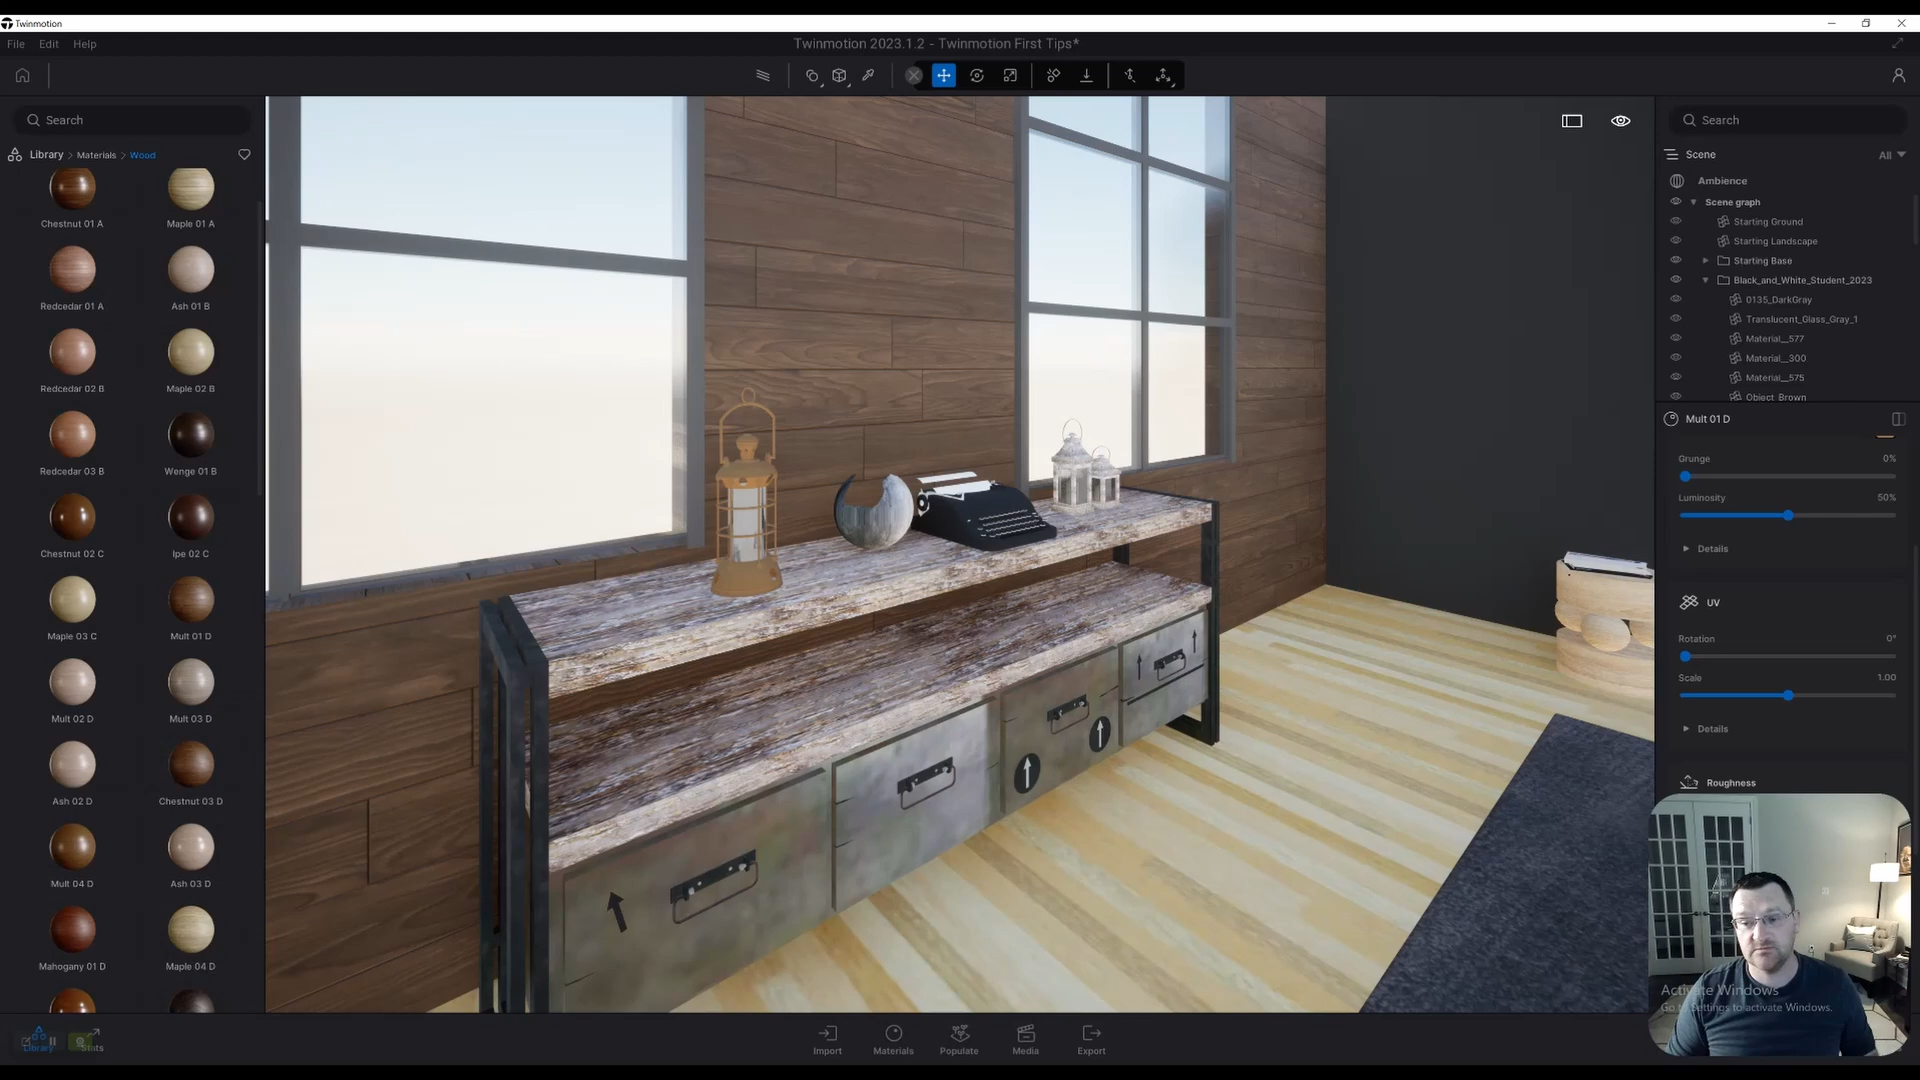 Twinmotion
File Edit Help
Twinmotion 2023.1.2 - Twinmotion First Tips*
Search
Library > Materials > Wood
Chestnut 01 A
Maple 01 A
Redcedar 01 A
Ash 01 B
Redcedar 02 B
Maple 02 B
Redcedar 03 B
Wenge 01 B
Chestnut 02 C
Ipe 02 C
Maple 03 C
Mult 01 D
Mult 02 D
Mult 03 D
Ash 02 D
Chestnut 03 D
Mult 04 D
Ash 03 D
Mahogany 01 D
Maple 04 D
Library
Stats
Import
Materials
Populate
Media
Export
Search
Scene
All
Ambience
Scene graph
Starting Ground
Starting Landscape
Starting Base
Black_and_White_Student_2023
0135_DarkGray
Translucent_Glass_Gray_1
Material__577
Material__300
Material__575
Object_Brown
Mult 01 D
Grunge 0%
Luminosity 50%
Details
UV
Rotation 0°
Scale 1.00
Details
Roughness
Activate Windows
Go to Settings to activate Windows.